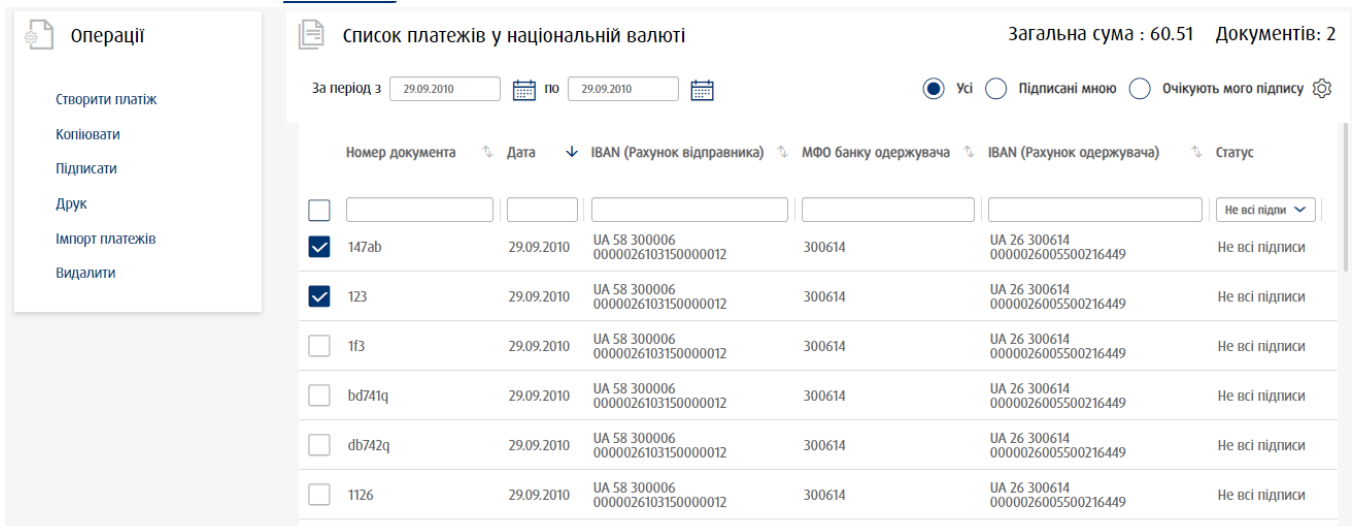 Операції
Створити платіж
Копіювати
Підписати
Друк
Імпорт платежів
Видалити
Список платежів у національній валюті
Загальна сума : 60.51 Документів: 2
За період з 29.09.2010 по 29.09.2010
Усі Підписані мною Очікують мого підпису
Номер документа Дата IBAN (Рахунок відправника) МФО банку одержувача IBAN (Рахунок одержувача) Статус
Не всі підпи
147ab 29.09.2010 UA 58 300006 0000026103150000012 300614 UA 26 300614 0000026005500216449 Не всі підписи
123 29.09.2010 UA 58 300006 0000026103150000012 300614 UA 26 300614 0000026005500216449 Не всі підписи
1f3 29.09.2010 UA 58 300006 0000026103150000012 300614 UA 26 300614 0000026005500216449 Не всі підписи
bd741q 29.09.2010 UA 58 300006 0000026103150000012 300614 UA 26 300614 0000026005500216449 Не всі підписи
db742q 29.09.2010 UA 58 300006 0000026103150000012 300614 UA 26 300614 0000026005500216449 Не всі підписи
1126 29.09.2010 UA 58 300006 0000026103150000012 300614 UA 26 300614 0000026005500216449 Не всі підписи